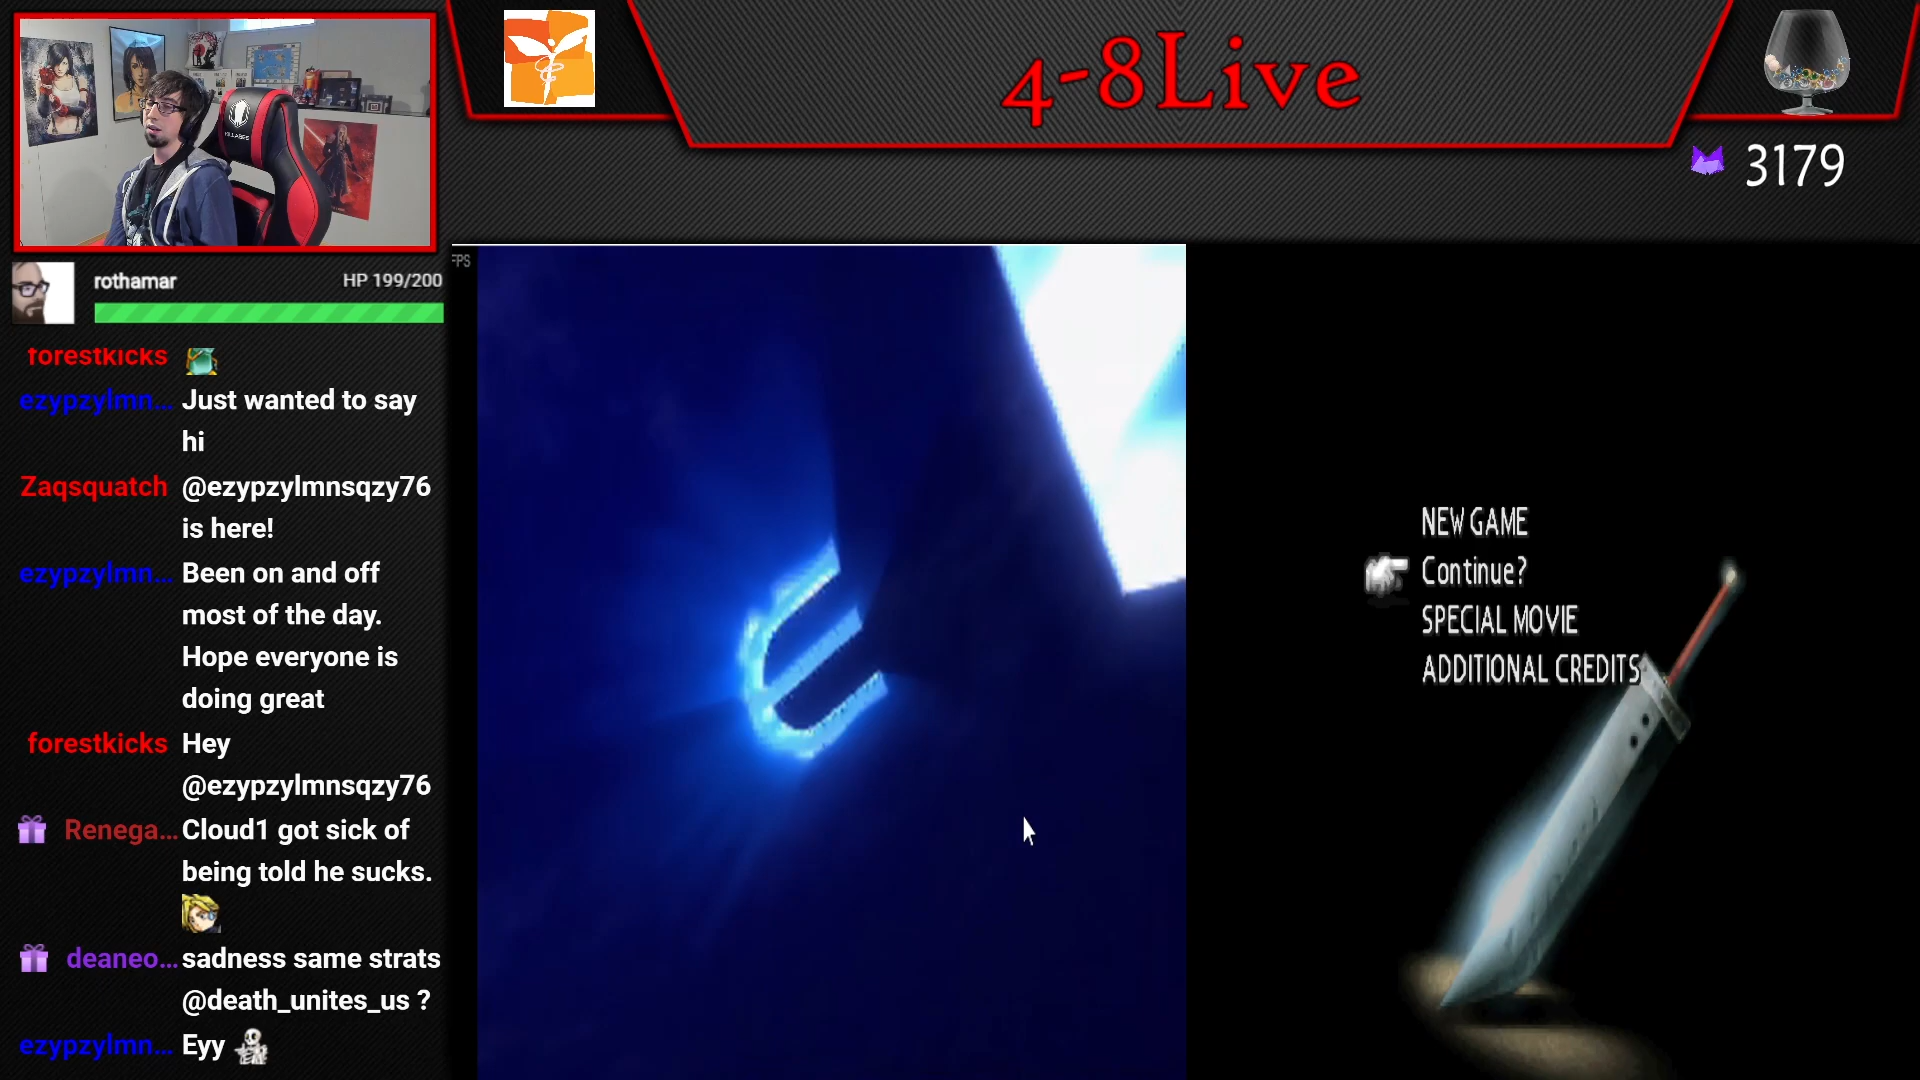 4-8Live
3179
FPS
rothamar
HP 199/200
forestkicks
ezypzylmn... Just wanted to say
hi
Zaqsquatch @ezypzylmnsqzy76
is here!
ezypzylmn... Been on and off
most of the day.
Hope everyone is
doing great
forestkicks Hey
@ezypzylmnsqzy76
Renega... Cloud1 got sick of
being told he sucks.
deaneo... sadness same strats
@death_unites_us ?
ezypzylmn... Eyy
NEW GAME
Continue?
SPECIAL MOVIE
ADDITIONAL CREDITS